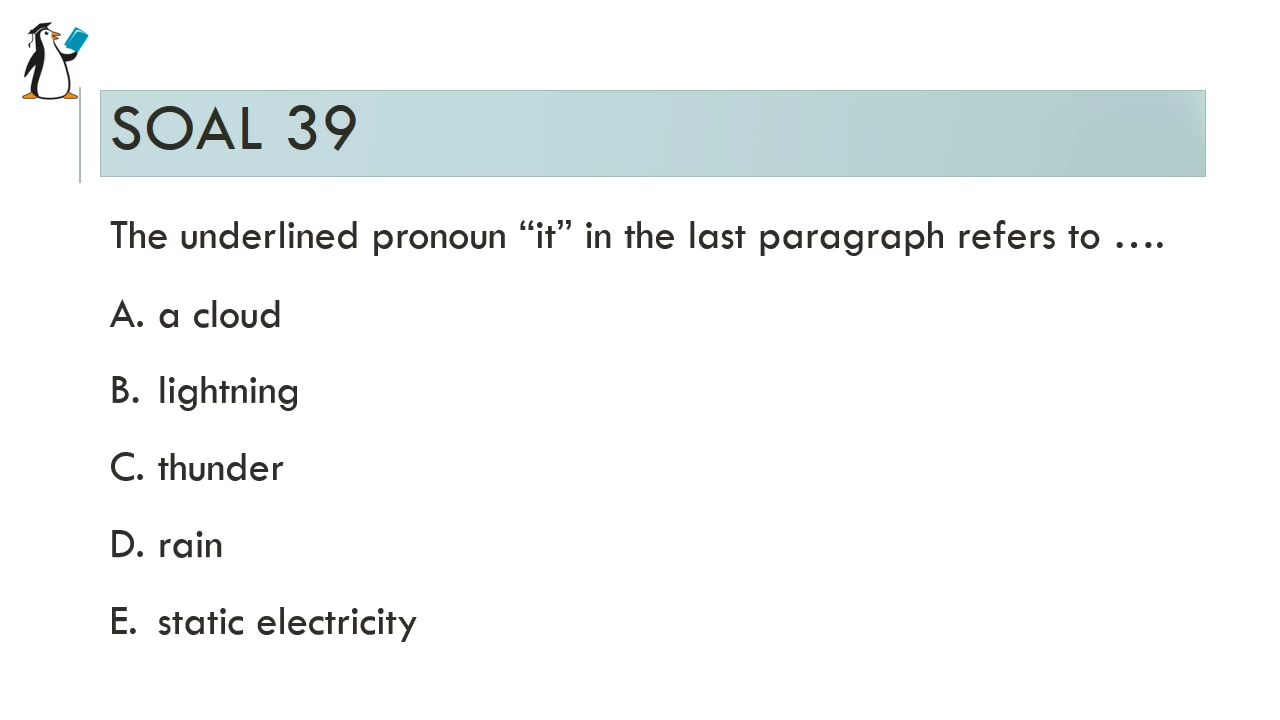 SOAL 39
The underlined pronoun “it” in the last paragraph refers to ….
A. a cloud
B. lightning
C. thunder
D. rain
E. static electricity